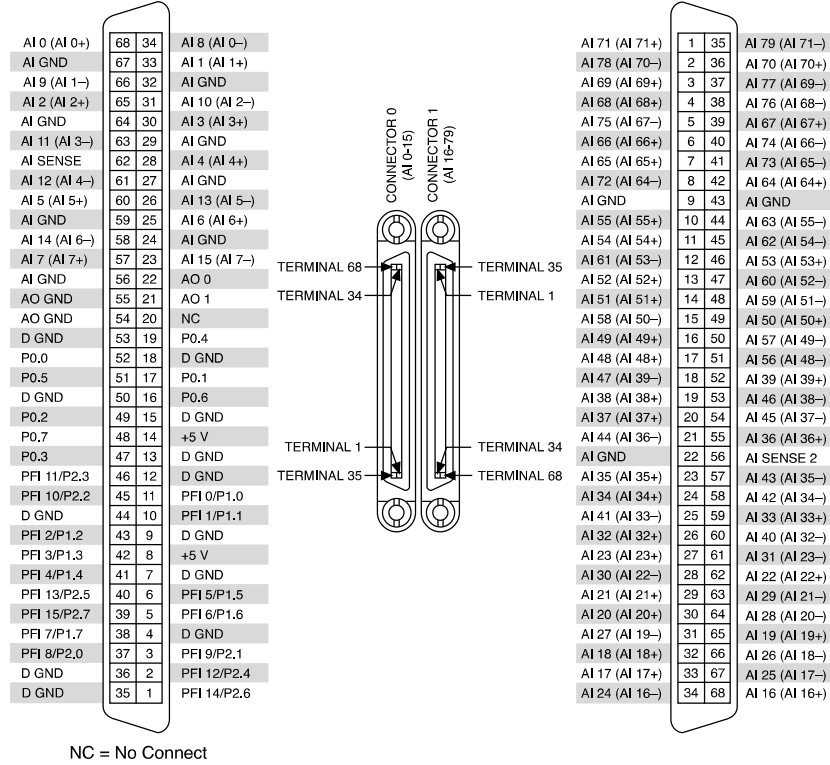 AI 0 (AI 0+) 68 34 AI 8 (AI 0–)
AI GND 67 33 AI 1 (AI 1+)
AI 9 (AI 1–) 66 32 AI GND
AI 2 (AI 2+) 65 31 AI 10 (AI 2–)
AI GND 64 30 AI 3 (AI 3+)
AI 11 (AI 3–) 63 29 AI GND
AI SENSE 62 28 AI 4 (AI 4+)
AI 12 (AI 4–) 61 27 AI GND
AI 5 (AI 5+) 60 26 AI 13 (AI 5–)
AI GND 59 25 AI 6 (AI 6+)
AI 14 (AI 6–) 58 24 AI GND
AI 7 (AI 7+) 57 23 AI 15 (AI 7–)
AI GND 56 22 AO 0
AO GND 55 21 AO 1
AO GND 54 20 NC
D GND 53 19 P0.4
P0.0 52 18 D GND
P0.5 51 17 P0.1
D GND 50 16 P0.6
P0.2 49 15 D GND
P0.7 48 14 +5 V
P0.3 47 13 D GND
PFI 11/P2.3 46 12 D GND
PFI 10/P2.2 45 11 PFI 0/P1.0
D GND 44 10 PFI 1/P1.1
PFI 2/P1.2 43 9 D GND
PFI 3/P1.3 42 8 +5 V
PFI 4/P1.4 41 7 D GND
PFI 13/P2.5 40 6 PFI 5/P1.5
PFI 15/P2.7 39 5 PFI 6/P1.6
PFI 7/P1.7 38 4 D GND
PFI 8/P2.0 37 3 PFI 9/P2.1
D GND 36 2 PFI 12/P2.4
D GND 35 1 PFI 14/P2.6
NC = No Connect
CONNECTOR 0
(AI 0-15)
CONNECTOR 1
(AI 16-79)
TERMINAL 68
TERMINAL 35
TERMINAL 34
TERMINAL 1
TERMINAL 1
TERMINAL 34
TERMINAL 35
TERMINAL 68
AI 71 (AI 71+) 1 35 AI 79 (AI 71–)
AI 78 (AI 70–) 2 36 AI 70 (AI 70+)
AI 69 (AI 69+) 3 37 AI 77 (AI 69–)
AI 68 (AI 68+) 4 38 AI 76 (AI 68–)
AI 75 (AI 67–) 5 39 AI 67 (AI 67+)
AI 66 (AI 66+) 6 40 AI 74 (AI 66–)
AI 65 (AI 65+) 7 41 AI 73 (AI 65–)
AI 72 (AI 64–) 8 42 AI 64 (AI 64+)
AI GND 9 43 AI GND
AI 55 (AI 55+) 10 44 AI 63 (AI 55–)
AI 54 (AI 54+) 11 45 AI 62 (AI 54–)
AI 61 (AI 53–) 12 46 AI 53 (AI 53+)
AI 52 (AI 52+) 13 47 AI 60 (AI 52–)
AI 51 (AI 51+) 14 48 AI 59 (AI 51–)
AI 58 (AI 50–) 15 49 AI 50 (AI 50+)
AI 49 (AI 49+) 16 50 AI 57 (AI 49–)
AI 48 (AI 48+) 17 51 AI 56 (AI 48–)
AI 47 (AI 39–) 18 52 AI 39 (AI 39+)
AI 38 (AI 38+) 19 53 AI 46 (AI 38–)
AI 37 (AI 37+) 20 54 AI 45 (AI 37–)
AI 44 (AI 36–) 21 55 AI 36 (AI 36+)
AI GND 22 56 AI SENSE 2
AI 35 (AI 35+) 23 57 AI 43 (AI 35–)
AI 34 (AI 34+) 24 58 AI 42 (AI 34–)
AI 41 (AI 33–) 25 59 AI 33 (AI 33+)
AI 32 (AI 32+) 26 60 AI 40 (AI 32–)
AI 23 (AI 23+) 27 61 AI 31 (AI 23–)
AI 30 (AI 22–) 28 62 AI 22 (AI 22+)
AI 21 (AI 21+) 29 63 AI 29 (AI 21–)
AI 20 (AI 20+) 30 64 AI 28 (AI 20–)
AI 27 (AI 19–) 31 65 AI 19 (AI 19+)
AI 18 (AI 18+) 32 66 AI 26 (AI 18–)
AI 17 (AI 17+) 33 67 AI 25 (AI 17–)
AI 24 (AI 16–) 34 68 AI 16 (AI 16+)